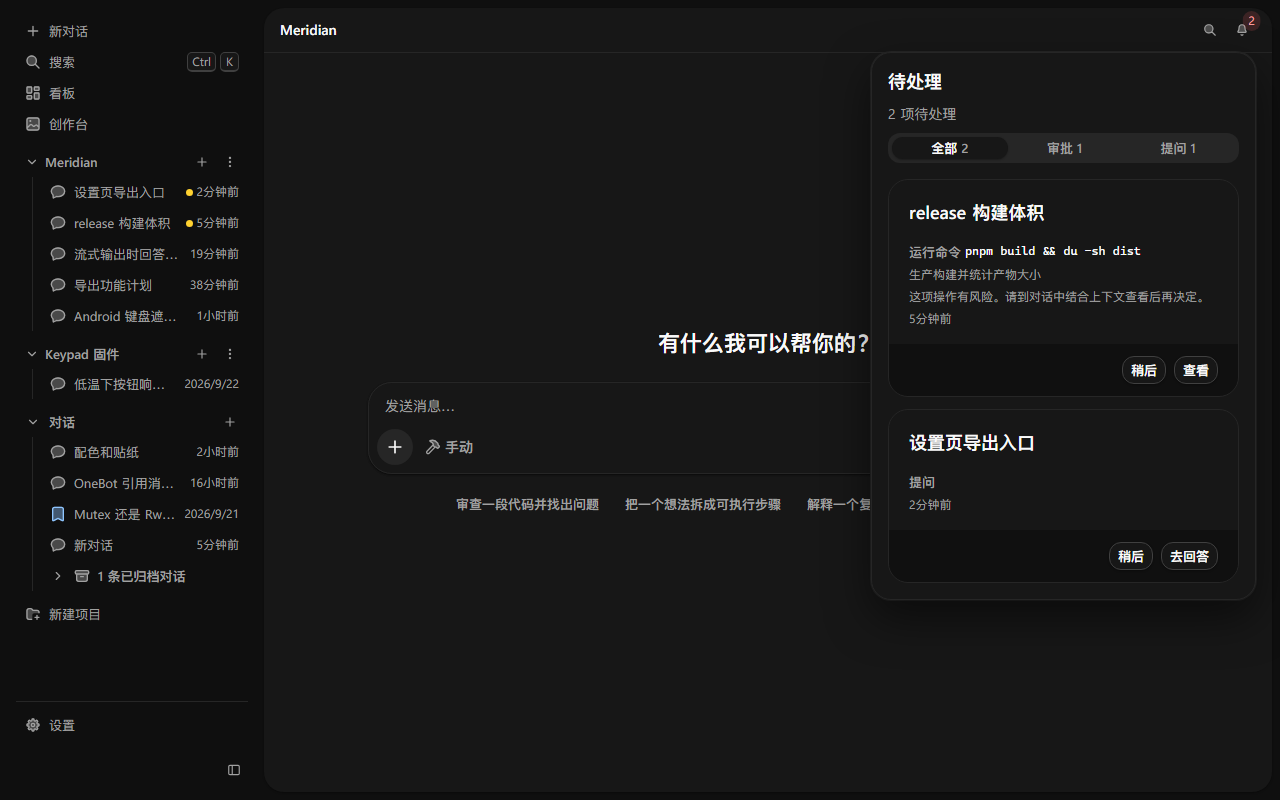 新对话
搜索 Ctrl K
看板
创作台
Meridian
设置页导出入口 2分钟前
release 构建体积 5分钟前
流式输出时回答… 19分钟前
导出功能计划 38分钟前
Android 键盘遮… 1小时前
Keypad 固件
低温下按钮响… 2026/9/22
对话
配色和贴纸 2小时前
OneBot 引用消… 16小时前
Mutex 还是 Rw… 2026/9/21
新对话 5分钟前
1 条已归档对话
新建项目
设置
Meridian
2
有什么我可以帮你的?
发送消息…
手动
审查一段代码并找出问题 把一个想法拆成可执行步骤 解释一个复
待处理
2 项待处理
全部 2 审批 1 提问 1
release 构建体积
运行命令 pnpm build && du -sh dist
生产构建并统计产物大小
这项操作有风险。请到对话中结合上下文查看后再决定。
5分钟前
稍后 查看
设置页导出入口
提问
2分钟前
稍后 去回答